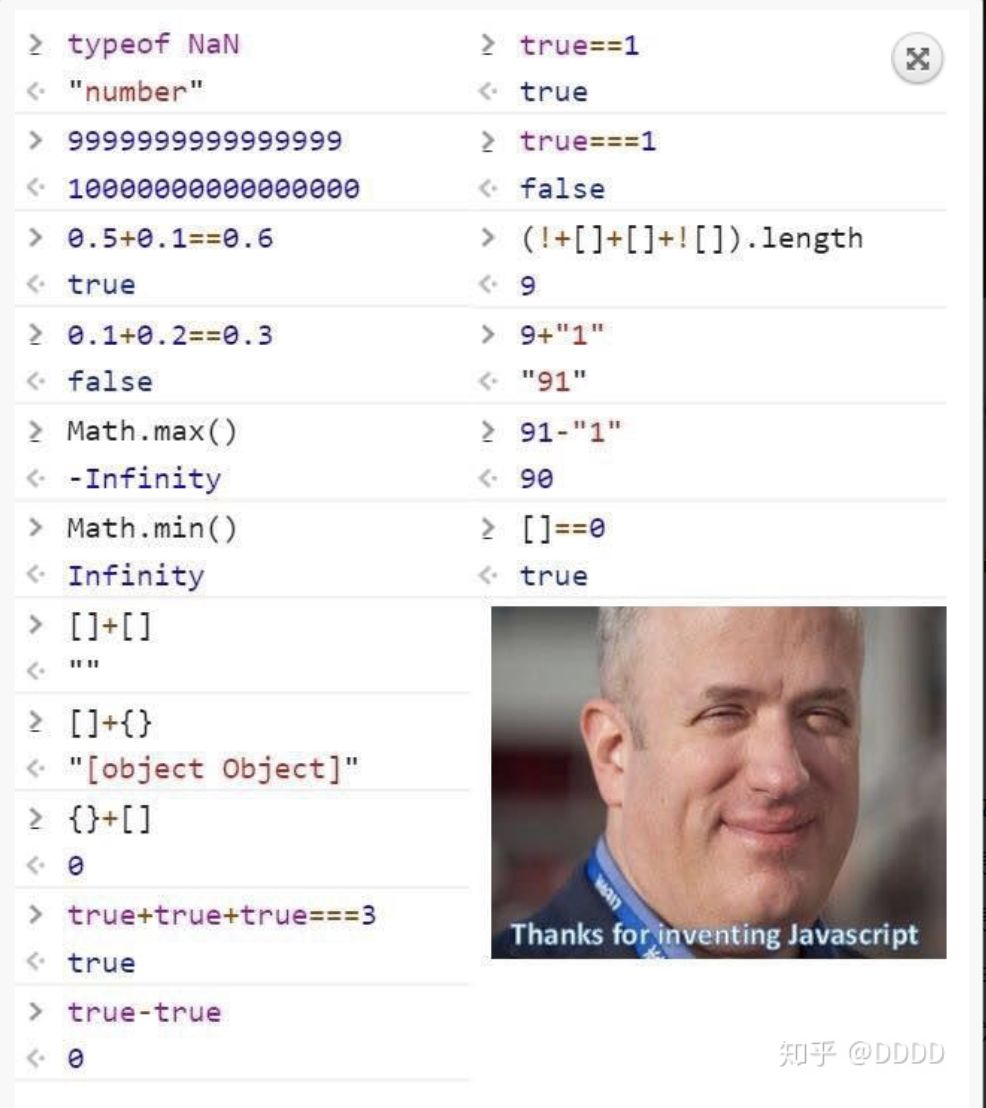 > typeof NaN
<· "number"
> 9999999999999999
<· 10000000000000000
> 0.5+0.1==0.6
<· true
> 0.1+0.2==0.3
<· false
> Math.max()
<· -Infinity
> Math.min()
<· Infinity
> []+[]
<· ""
> []+{}
<· "[object Object]"
> {}+[]
<· 0
> true+true+true===3
<· true
> true-true
<· 0
> true==1
<· true
> true===1
<· false
> (!+[]+[]+![]).length
<· 9
> 9+"1"
<· "91"
> 91-"1"
<· 90
> []==0
<· true
Thanks for inventing Javascript
知乎 @DDDD